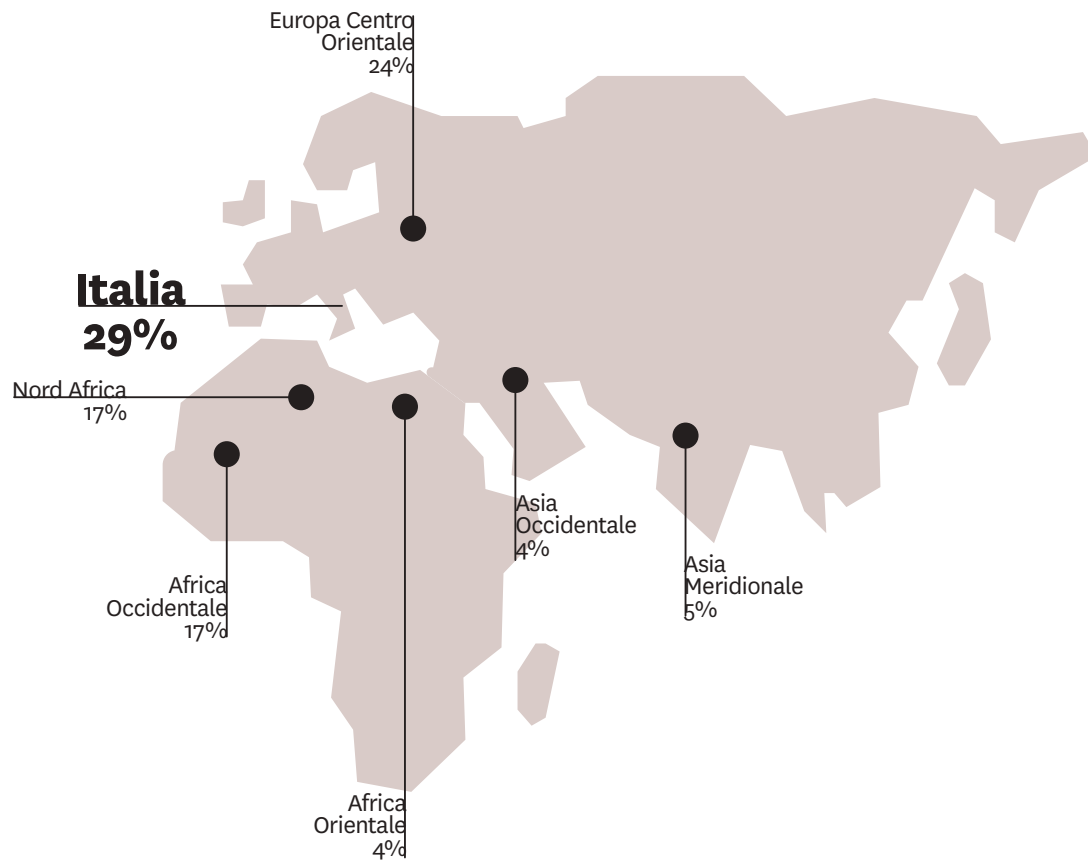 Europa Centro
Orientale
24%
Italia
29%
Nord Africa
17%
Asia
Occidentale
4%
Asia
Meridionale
5%
Africa
Occidentale
17%
Africa
Orientale
4%